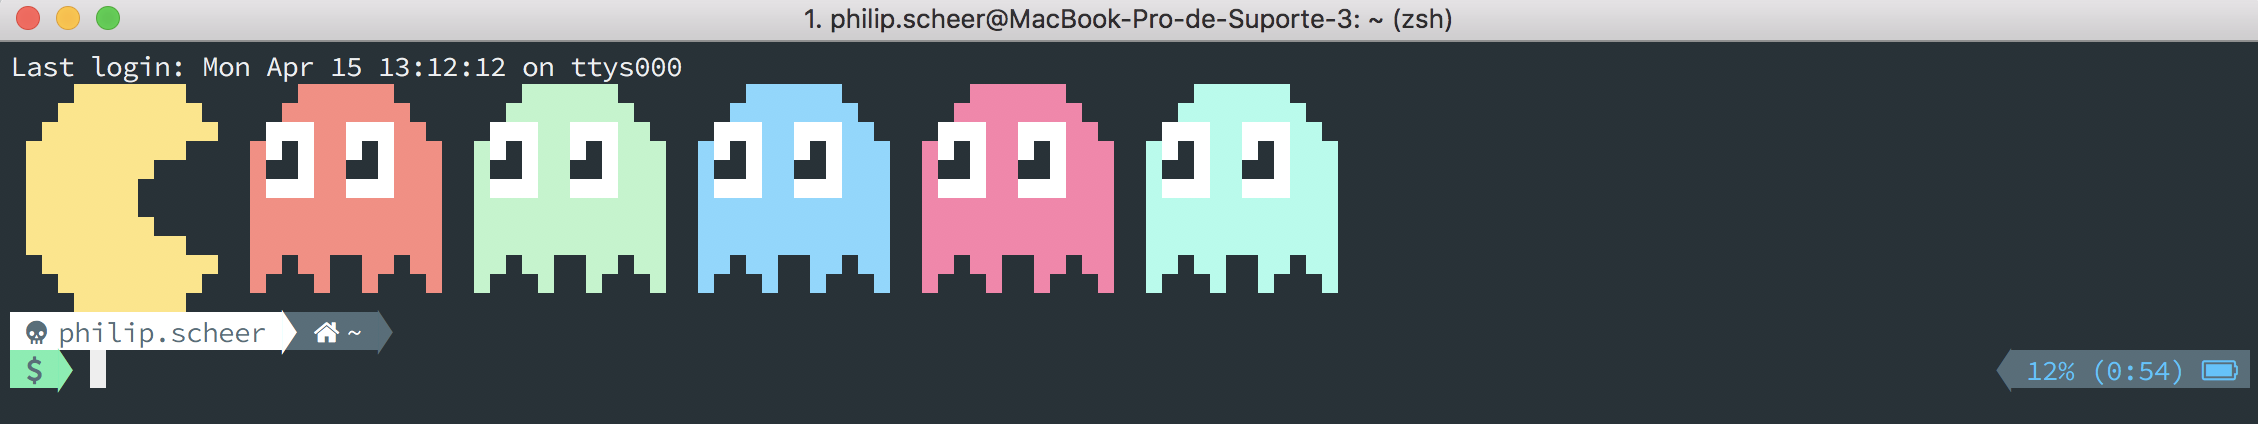 1. philip.scheer@MacBook-Pro-de-Suporte-3: ~ (zsh)
Last login: Mon Apr 15 13:12:12 on ttys000
philip.scheer ~
$ 12% (0:54)